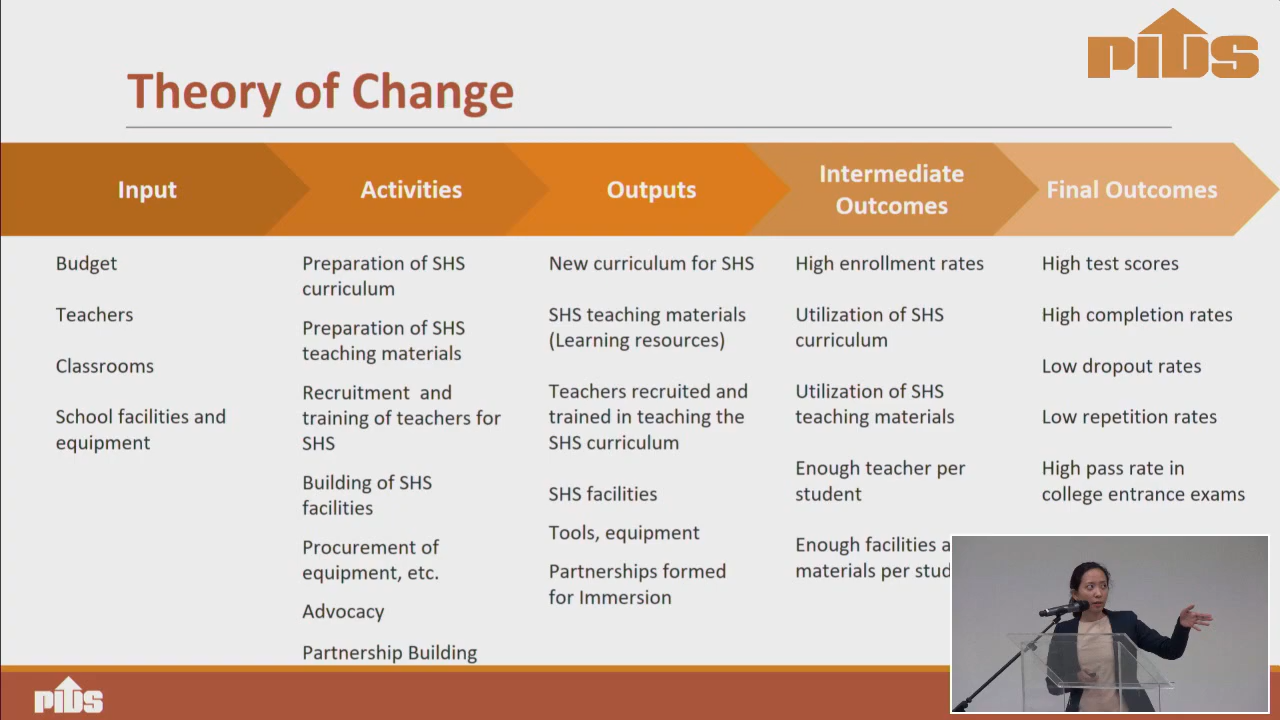 PIDS
Theory of Change
Input
Activities
Outputs
Intermediate
Outcomes
Final Outcomes
Budget
Teachers
Classrooms
School facilities and
equipment
Preparation of SHS
curriculum
Preparation of SHS
teaching materials
Recruitment and
training of teachers for
SHS
Building of SHS
facilities
Procurement of
equipment, etc.
Advocacy
Partnership Building
New curriculum for SHS
SHS teaching materials
(Learning resources)
Teachers recruited and
trained in teaching the
SHS curriculum
SHS facilities
Tools, equipment
Partnerships formed
for Immersion
High enrollment rates
Utilization of SHS
curriculum
Utilization of SHS
teaching materials
Enough teacher per
student
Enough facilities
materials per
High test scores
High completion rates
Low dropout rates
Low repetition rates
High pass rate in
college entrance exams
PIDS